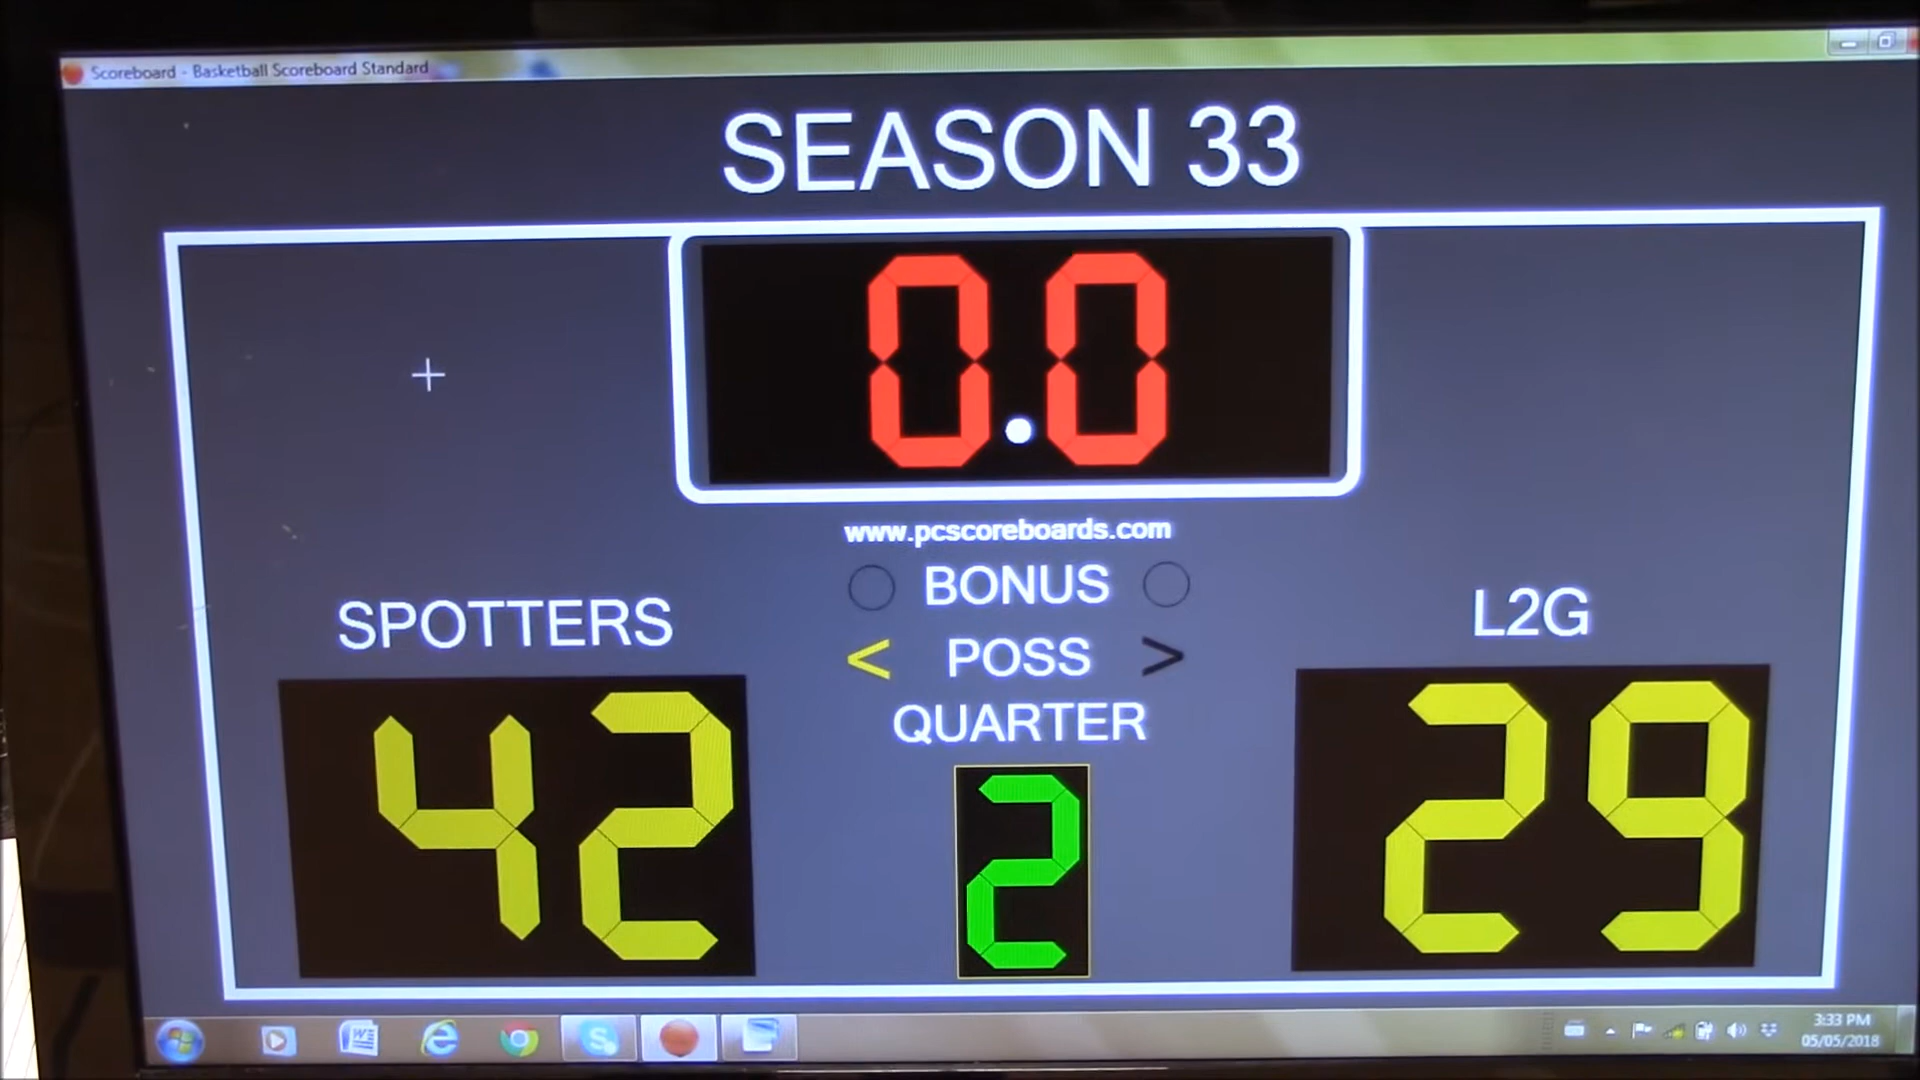 Scoreboard - Basketball Scoreboard Standard
SEASON 33
0.0
www.pcscoreboards.com
BONUS
< POSS >
SPOTTERS
L2G
QUARTER
42
2
29
3:33 PM
05/05/2018